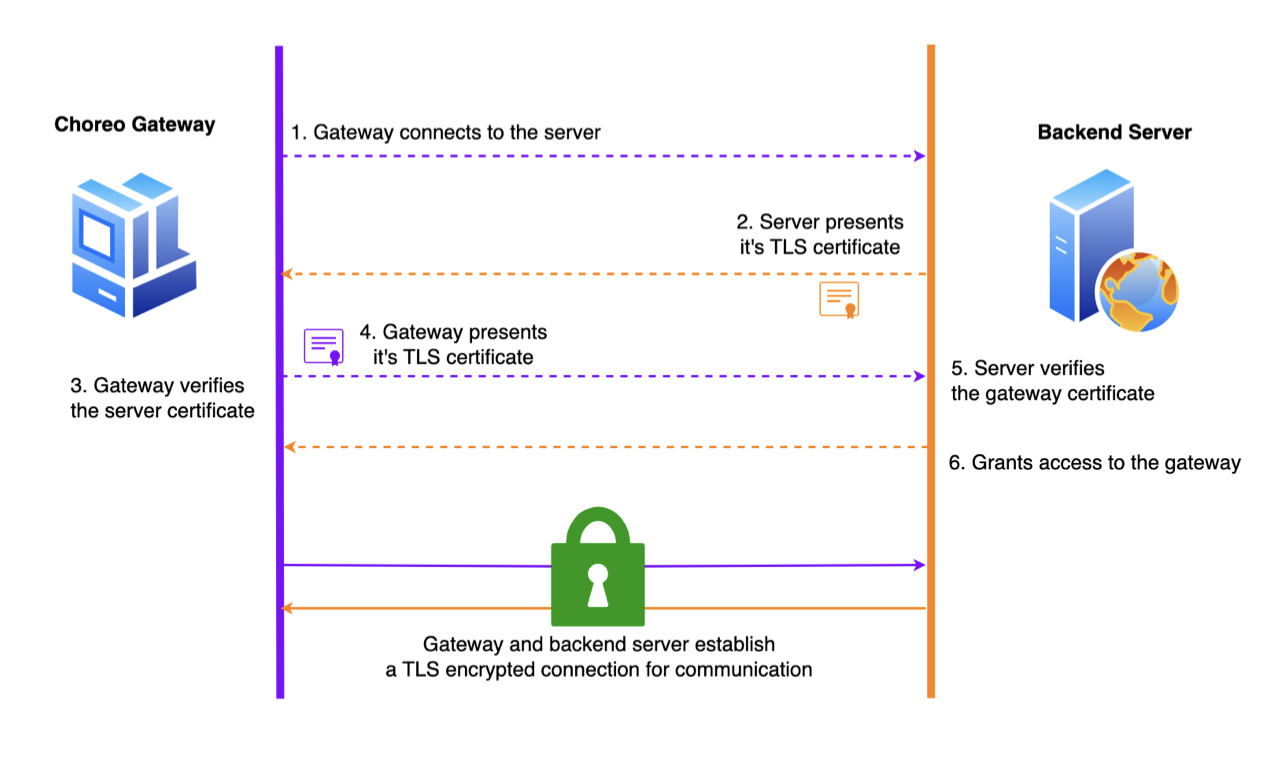 Choreo Gateway
Backend Server
1. Gateway connects to the server
2. Server presents
it's TLS certificate
3. Gateway verifies
the server certificate
4. Gateway presents
it's TLS certificate
5. Server verifies
the gateway certificate
6. Grants access to the gateway
Gateway and backend server establish
a TLS encrypted connection for communication